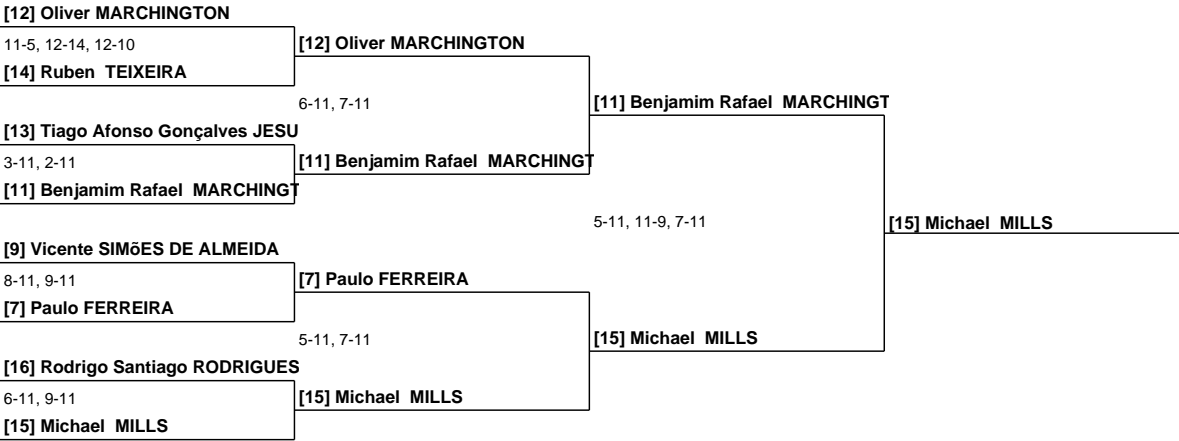 [12] Oliver MARCHINGTON
11-5, 12-14, 12-10
[14] Ruben TEIXEIRA
[13] Tiago Afonso Gonçalves JESU
3-11, 2-11
[11] Benjamim Rafael MARCHINGT
[9] Vicente SIMõES DE ALMEIDA
8-11, 9-11
[7] Paulo FERREIRA
[16] Rodrigo Santiago RODRIGUES
6-11, 9-11
[15] Michael MILLS
[12] Oliver MARCHINGTON
6-11, 7-11
[11] Benjamim Rafael MARCHINGT
[7] Paulo FERREIRA
5-11, 7-11
[15] Michael MILLS
[11] Benjamim Rafael MARCHINGT
5-11, 11-9, 7-11
[15] Michael MILLS
[15] Michael MILLS